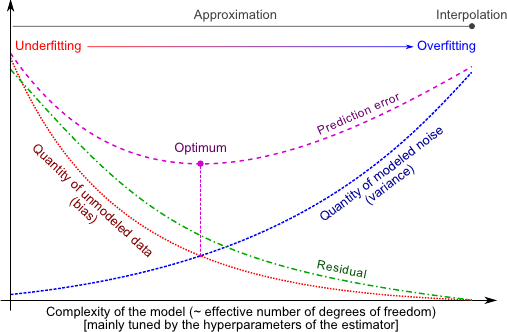 Approximation
Interpolation
Underfitting
Overfitting
Prediction error
Optimum
Quantity of unmodeled data
(bias)
Quantity of modeled noise
(variance)
Residual
Complexity of the model (~ effective number of degrees of freedom)
[mainly tuned by the hyperparameters of the estimator]